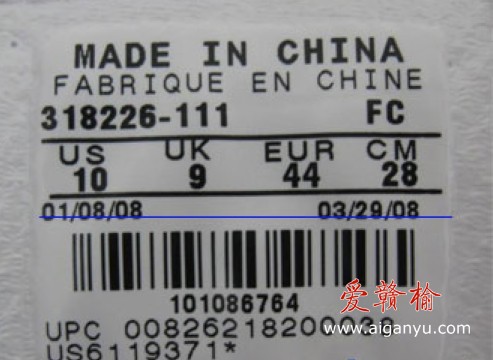 MADE IN CHINA
FABRIQUE EN CHINE
318226-111 FC
US UK EUR CM
10 9 44 28
01/08/08 03/29/08
101086764
爱赣榆
www.aiganyu.com
UPC
US6119371*